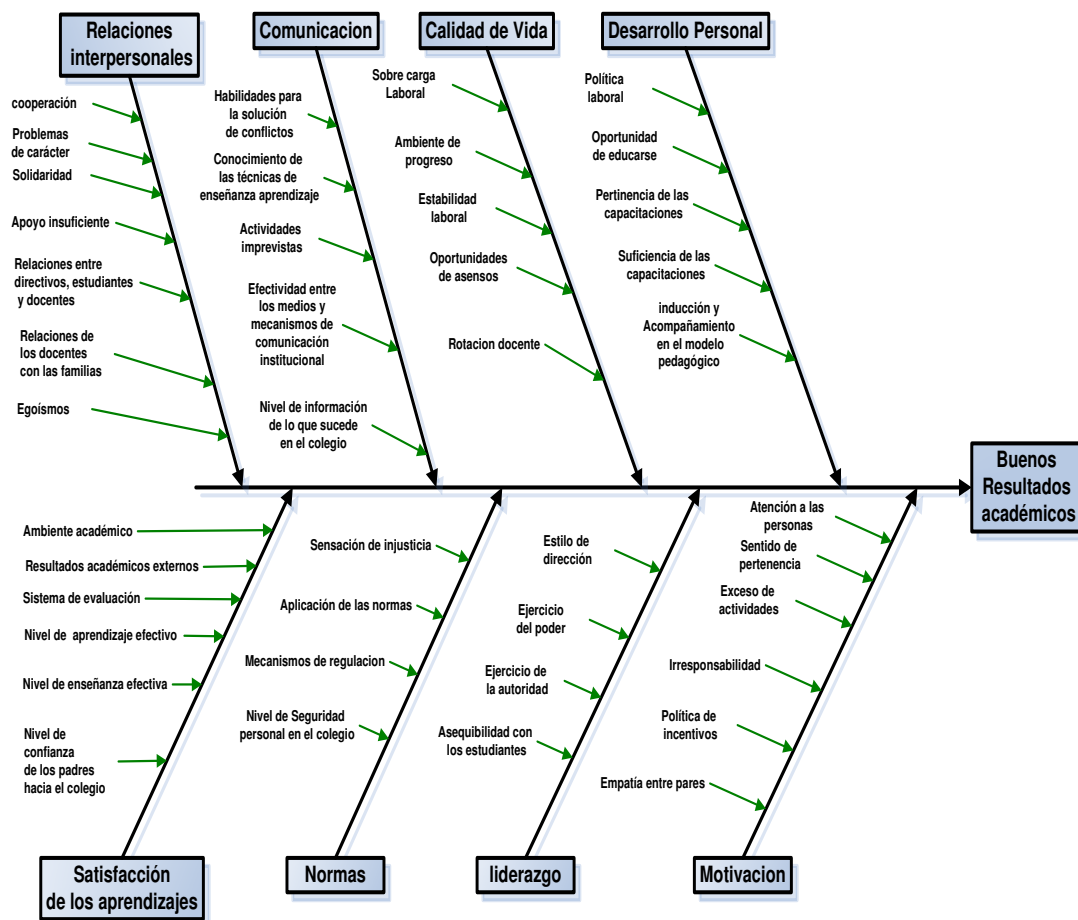 Relaciones
interpersonales
Comunicacion
Calidad de Vida
Desarrollo Personal
cooperación
Problemas
de carácter
Solidaridad
Apoyo insuficiente
Relaciones entre
directivos, estudiantes
y docentes
Relaciones de
los docentes
con las familias
Egoísmos
Habilidades para
la solución
de conflictos
Conocimiento de
las técnicas de
enseñanza aprendizaje
Actividades
imprevistas
Efectividad entre
los medios y
mecanismos de
comunicación
institucional
Nivel de información
de lo que sucede
en el colegio
Sobre carga
Laboral
Ambiente de
progreso
Estabilidad
laboral
Oportunidades
de asensos
Rotacion docente
Política
laboral
Oportunidad
de educarse
Pertinencia de las
capacitaciones
Suficiencia de las
capacitaciones
inducción y
Acompañamiento
en el modelo
pedagógico
Buenos
Resultados
académicos
Ambiente académico
Resultados académicos externos
Sistema de evaluación
Nivel de aprendizaje efectivo
Nivel de enseñanza efectiva
Nivel de
confianza
de los padres
hacia el colegio
Sensación de injusticia
Aplicación de las normas
Mecanismos de regulacion
Nivel de Seguridad
personal en el colegio
Estilo de
dirección
Ejercicio
del poder
Ejercicio de
la autoridad
Asequibilidad con
los estudiantes
Atención a las
personas
Sentido de
pertenencia
Exceso de
actividades
Irresponsabilidad
Política de
incentivos
Empatía entre pares
Satisfacción
de los aprendizajes
Normas
liderazgo
Motivacion